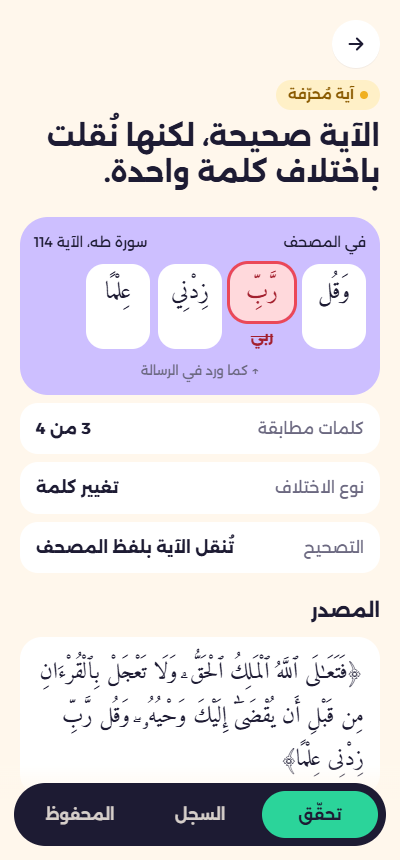 آية مُحرّفة
الآية صحيحة، لكنها نُقلت
باختلاف كلمة واحدة.
في المصحف
سورة طه، الآية 114
وَقُل رَّبِّ زِدْنِي عِلْمًا
ربي
↑ كما ورد في الرسالة
كلمات مطابقة
3 من 4
نوع الاختلاف
تغيير كلمة
التصحيح
تُنقل الآية بلفظ المصحف
المصدر
﴿فَتَعَـٰلَى ٱللَّهُ ٱلْمَلِكُ ٱلْحَقُّ ۗ وَلَا تَعْجَلْ بِٱلْقُرْءَانِ
مِن قَبْلِ أَن يُقْضَىٰٓ إِلَيْكَ وَحْيُهُۥ ۖ وَقُل رَّبِّ
زِدْنِى عِلْمًا﴾
تحقّق
السجل
المحفوظ